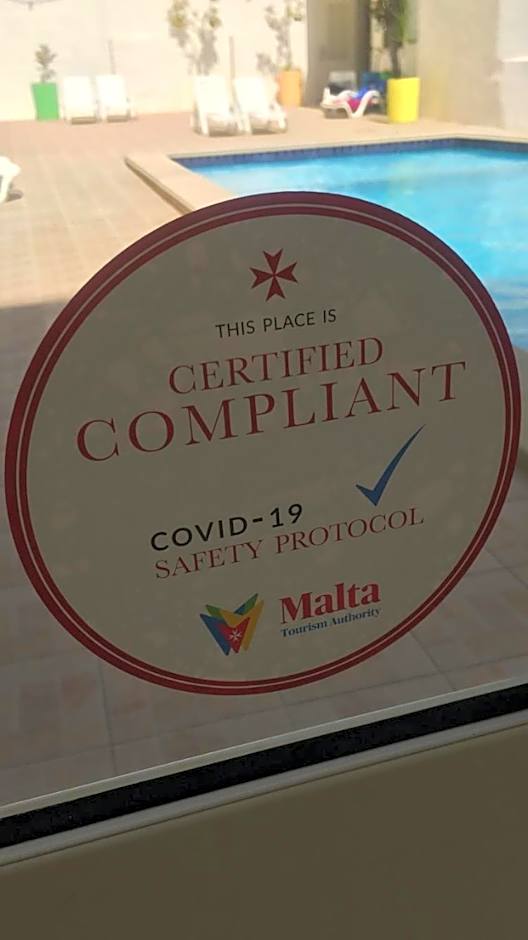 THIS PLACE IS
CERTIFIED
COMPLIANT
COVID-19
SAFETY PROTOCOL
Malta
Tourism Authority